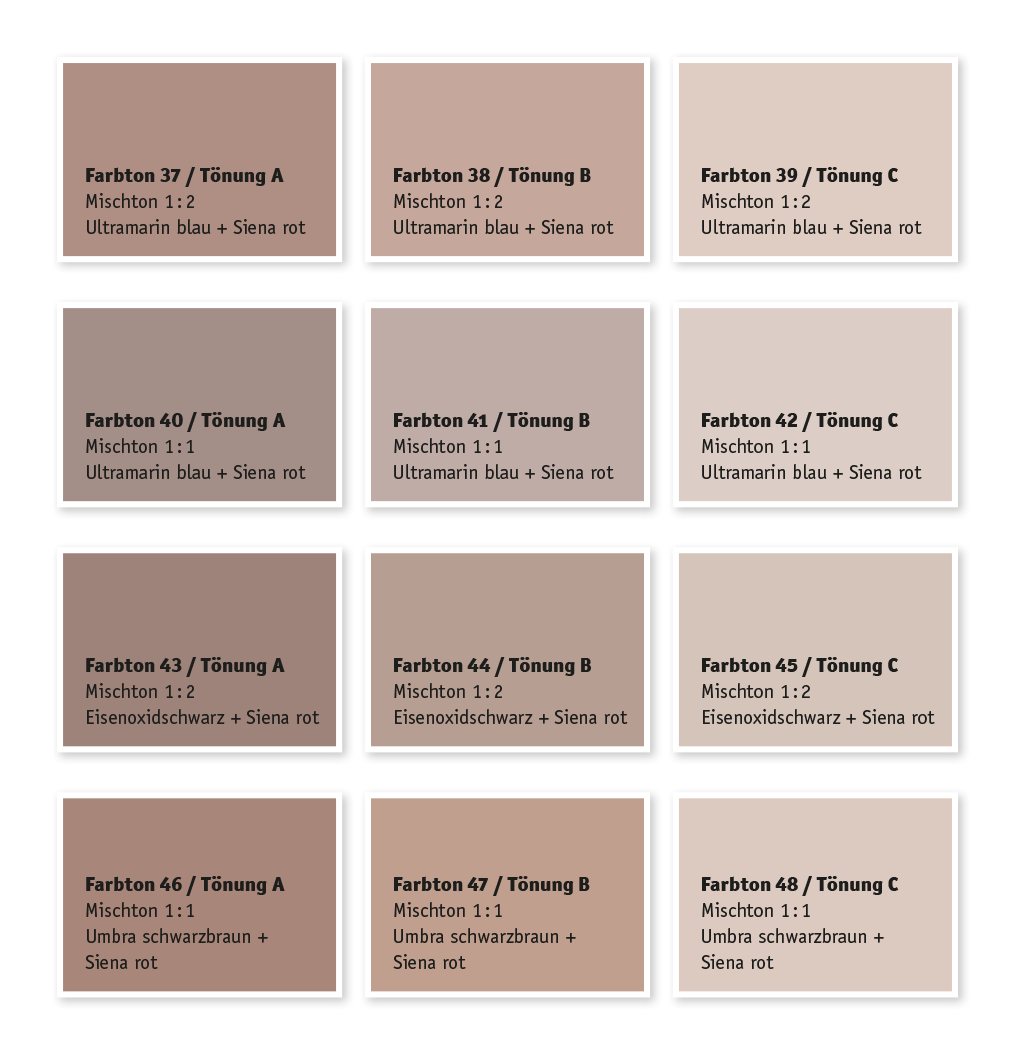 Farbton 37 / Tönung A
Mischton 1:2
Ultramarin blau + Siena rot
Farbton 38 / Tönung B
Mischton 1:2
Ultramarin blau + Siena rot
Farbton 39 / Tönung C
Mischton 1:2
Ultramarin blau + Siena rot
Farbton 40 / Tönung A
Mischton 1:1
Ultramarin blau + Siena rot
Farbton 41 / Tönung B
Mischton 1:1
Ultramarin blau + Siena rot
Farbton 42 / Tönung C
Mischton 1:1
Ultramarin blau + Siena rot
Farbton 43 / Tönung A
Mischton 1:2
Eisenoxidschwarz + Siena rot
Farbton 44 / Tönung B
Mischton 1:2
Eisenoxidschwarz + Siena rot
Farbton 45 / Tönung C
Mischton 1:2
Eisenoxidschwarz + Siena rot
Farbton 46 / Tönung A
Mischton 1:1
Umbra schwarzbraun +
Siena rot
Farbton 47 / Tönung B
Mischton 1:1
Umbra schwarzbraun +
Siena rot
Farbton 48 / Tönung C
Mischton 1:1
Umbra schwarzbraun +
Siena rot